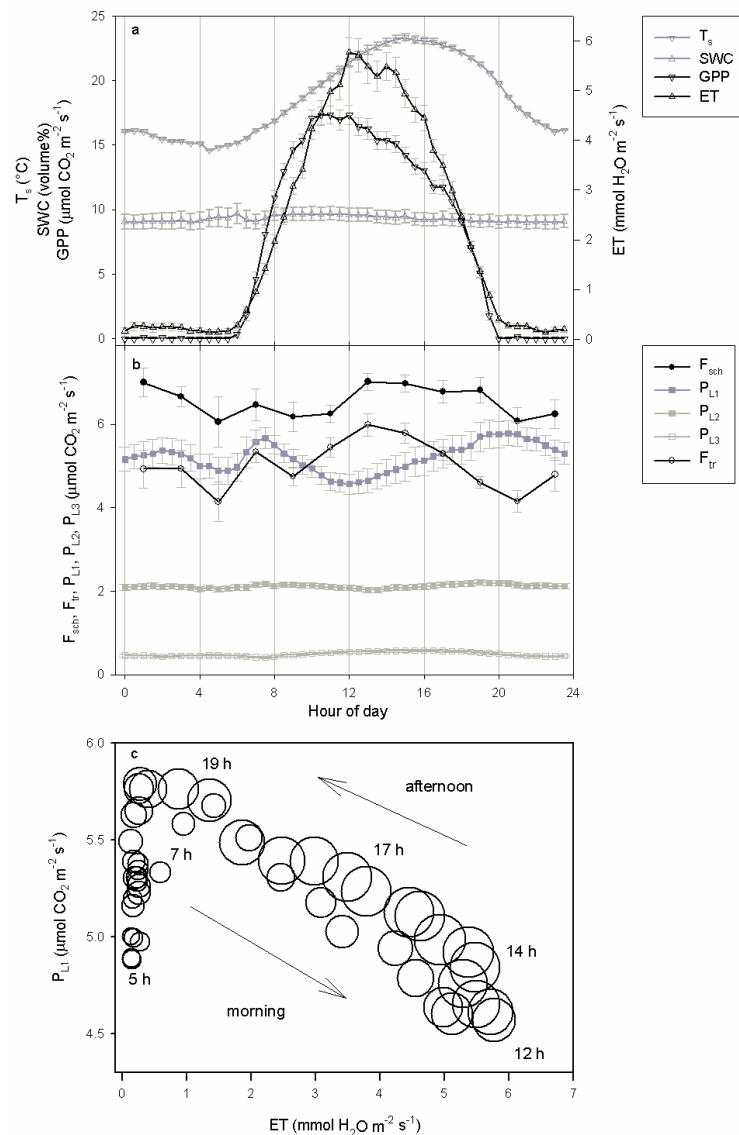 a
25
20
15
10
5
0
T_s (°C)
SWC (volume%)
GPP (µmol CO₂ m⁻² s⁻¹)
6
5
4
3
2
1
0
ET (mmol H₂O m⁻² s⁻¹)
T_s
SWC
GPP
ET
b
6
4
2
0
F_sch, F_tr, P_L1, P_L2, P_L3 (µmol CO₂ m⁻² s⁻¹)
F_sch
P_L1
P_L2
P_L3
F_tr
0 4 8 12 16 20 24
Hour of day
c
6.0
5.5
5.0
4.5
P_L1 (µmol CO₂ m⁻² s⁻¹)
19 h
afternoon
7 h
17 h
5 h
14 h
morning
12 h
0 1 2 3 4 5 6 7
ET (mmol H₂O m⁻² s⁻¹)